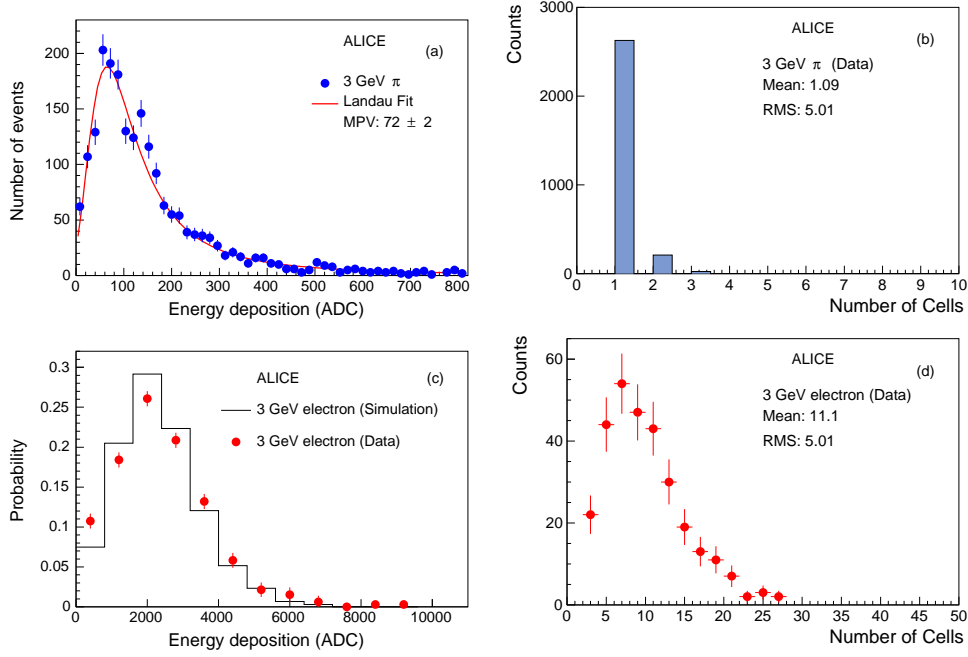 ALICE
(a)
3 GeV π
Landau Fit
MPV: 72 ± 2
Number of events
200
150
100
50
0
0 100 200 300 400 500 600 700 800
Energy deposition (ADC)
ALICE
(b)
3 GeV π (Data)
Mean: 1.09
RMS: 5.01
Counts
3000
2000
1000
0
0 1 2 3 4 5 6 7 8 9 10
Number of Cells
ALICE
(c)
3 GeV electron (Simulation)
3 GeV electron (Data)
Probability
0.3
0.25
0.2
0.15
0.1
0.05
0
0 2000 4000 6000 8000 10000
Energy deposition (ADC)
ALICE
(d)
3 GeV electron (Data)
Mean: 11.1
RMS: 5.01
Counts
60
40
20
0
0 5 10 15 20 25 30 35 40 45 50
Number of Cells